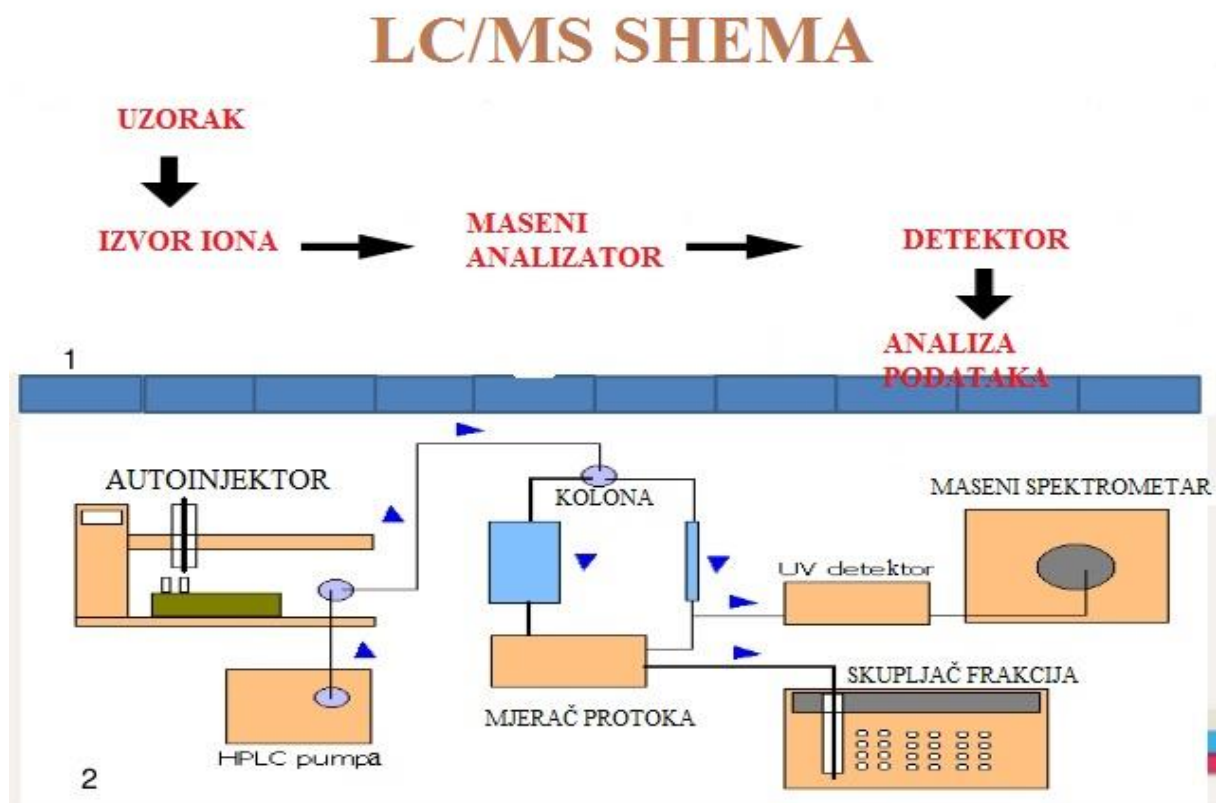 LC/MS SHEMA
UZORAK
IZVOR IONA
MASENI
ANALIZATOR
DETEKTOR
ANALIZA
PODATAKA
1
AUTOINJEKTOR
KOLONA
MASENI SPEKTROMETAR
UV detektor
SKUPLJAČ FRAKCIJA
MJERAČ PROTOKA
HPLC pumpa
2